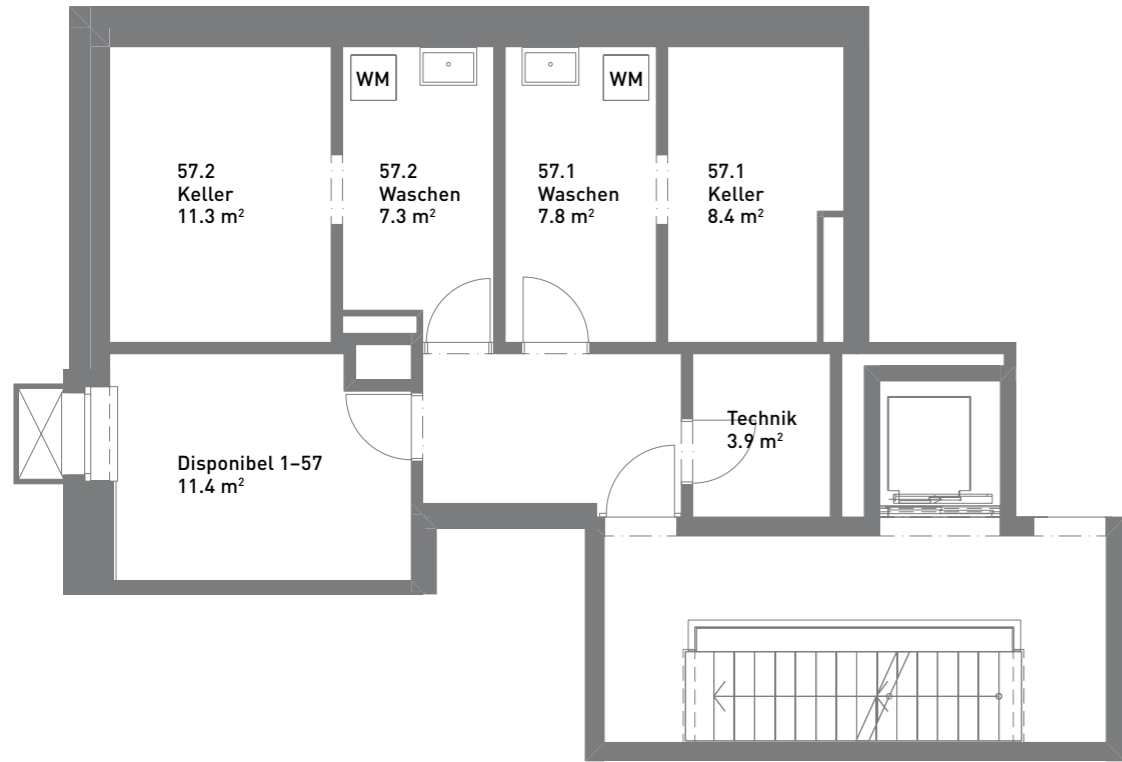 WM
WM
57.2
Keller
11.3 m²
57.2
Waschen
7.3 m²
57.1
Waschen
7.8 m²
57.1
Keller
8.4 m²
Technik
3.9 m²
Disponibel 1–57
11.4 m²